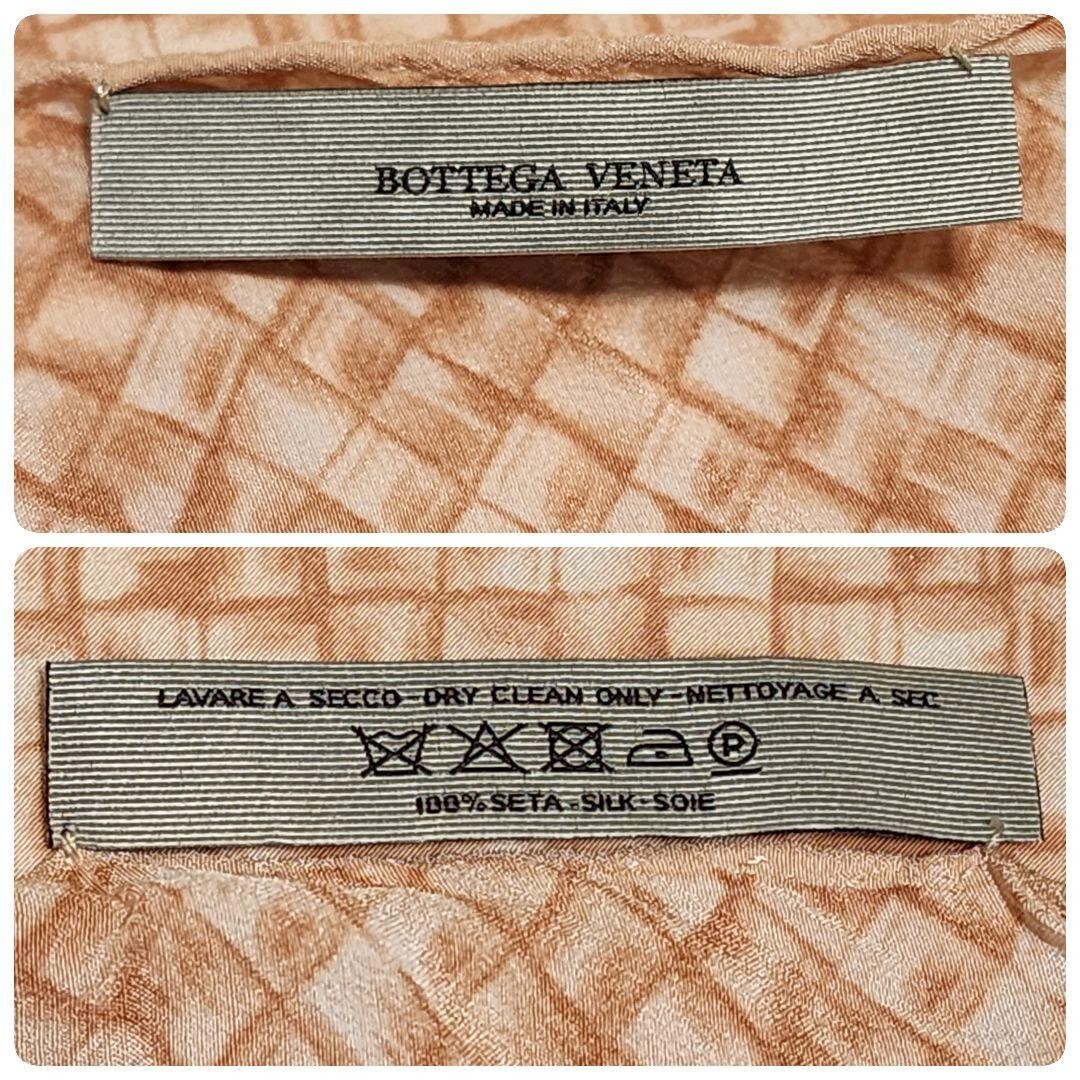 BOTTEGA VENETA
MADE IN ITALY
LAVARE A SECCO - DRY CLEAN ONLY - NETTOYAGE A SEC
P
100% SETA - SILK - SOIE